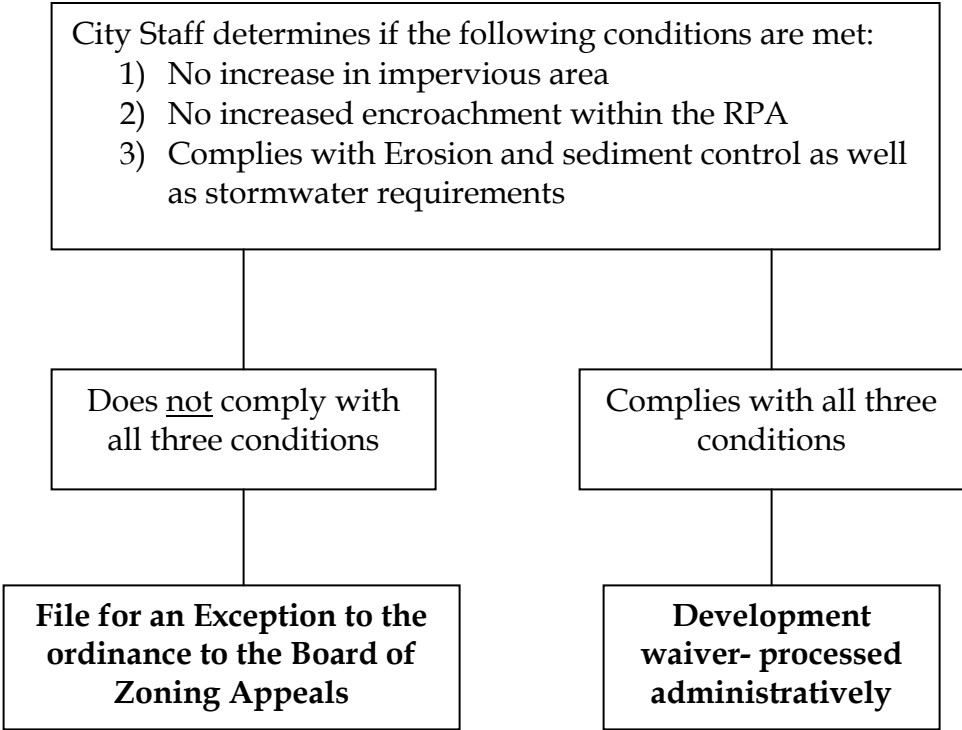 City Staff determines if the following conditions are met:
1) No increase in impervious area
2) No increased encroachment within the RPA
3) Complies with Erosion and sediment control as well
as stormwater requirements
Does not comply with
all three conditions
Complies with all three
conditions
File for an Exception to the
ordinance to the Board of
Zoning Appeals
Development
waiver- processed
administratively